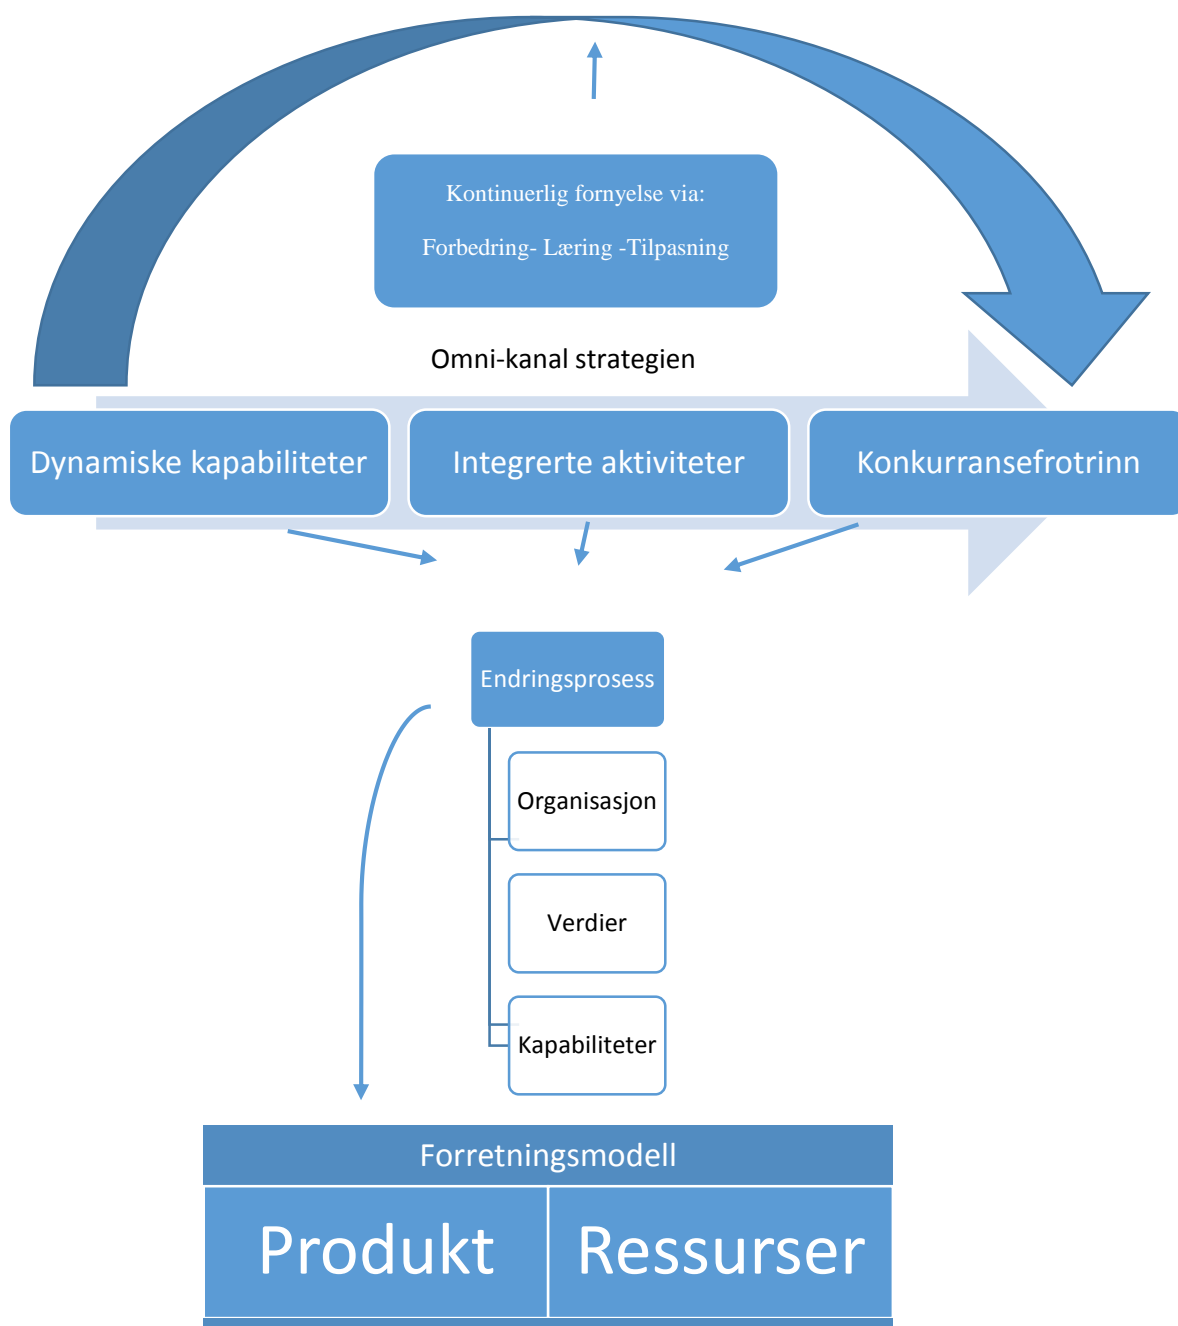 Kontinuerlig fornyelse via:
Forbedring- Læring -Tilpasning
Omni-kanal strategien
Dynamiske kapabiliteter
Integrerte aktiviteter
Konkurransefrotrinn
Endringsprosess
Organisasjon
Verdier
Kapabiliteter
Forretningsmodell
Produkt
Ressurser